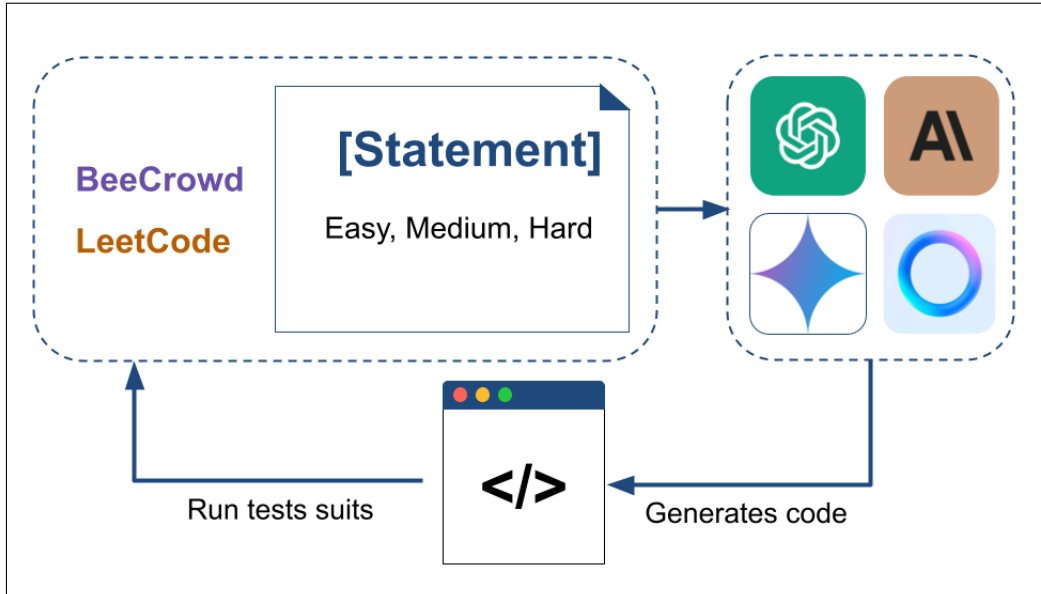 BeeCrowd
LeetCode
[Statement]
Easy, Medium, Hard
A\
</>
Run tests suits
Generates code